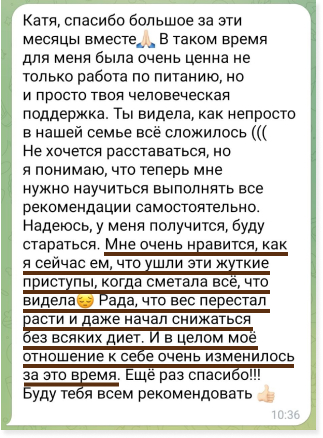 Катя, спасибо большое за эти
месяцы вместе🙏🏻 В таком время
для меня была очень ценна не
только работа по питанию, но
и просто твоя человеческая
поддержка. Ты видела, как непросто
в нашей семье всё сложилось (((
Не хочется расставаться, но
я понимаю, что теперь мне
нужно научиться выполнять все
рекомендации самостоятельно.
Надеюсь, у меня получится, буду
стараться. Мне очень нравится, как
я сейчас ем, что ушли эти жуткие
приступы, когда сметала всё, что
видела😔 Рада, что вес перестал
расти и даже начал снижаться
без всяких диет. И в целом моё
отношение к себе очень изменилось
за это время. Ещё раз спасибо!!!
Буду тебя всем рекомендовать 👍🏻
10:36